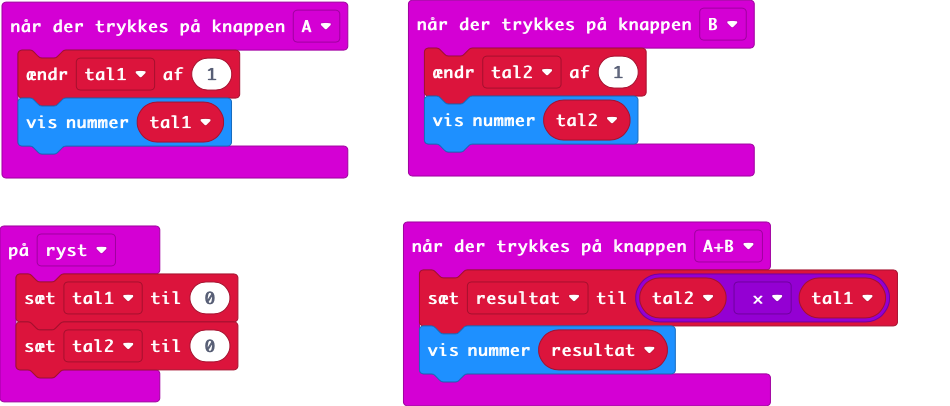 når der trykkes på knappen A
ændr tal1 af 1
vis nummer tal1
når der trykkes på knappen B
ændr tal2 af 1
vis nummer tal2
på ryst
sæt tal1 til 0
sæt tal2 til 0
når der trykkes på knappen A+B
sæt resultat til tal2 × tal1
vis nummer resultat